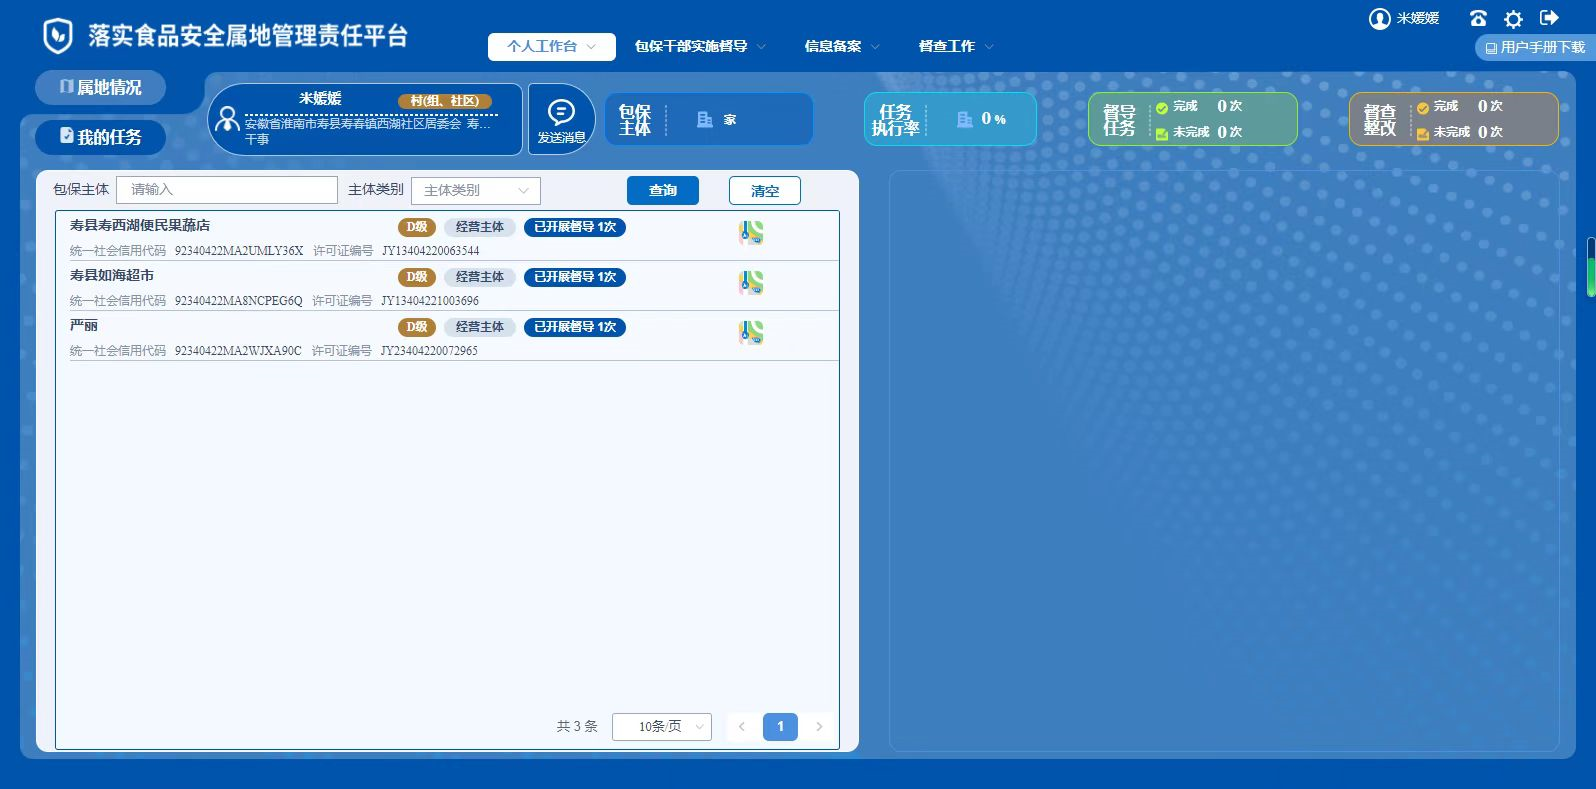 落实食品安全属地管理责任平台
个人工作台
包保干部实施督导
信息备案
督查工作
米媛媛
用户手册下载
属地情况
我的任务
米媛媛
村(组、社区)
安徽省淮南市寿县寿春镇西湖社区居委会 寿...
干事
发送消息
包保
主体
家
任务
执行率
0 %
督导
任务
完成 0 次
未完成 0 次
督查
整改
完成 0 次
未完成 0 次
包保主体 请输入 主体类别 主体类别 查询 清空
寿县寿西湖便民果蔬店 D级 经营主体 已开展督导 1次
统一社会信用代码 92340422MA2UMLY36X 许可证编号 JY13404220063544
寿县如海超市 D级 经营主体 已开展督导 1次
统一社会信用代码 92340422MA8NCPEG6Q 许可证编号 JY13404221003696
严丽 D级 经营主体 已开展督导 1次
统一社会信用代码 92340422MA2WJXA90C 许可证编号 JY23404220072965
共 3 条 10条/页 1